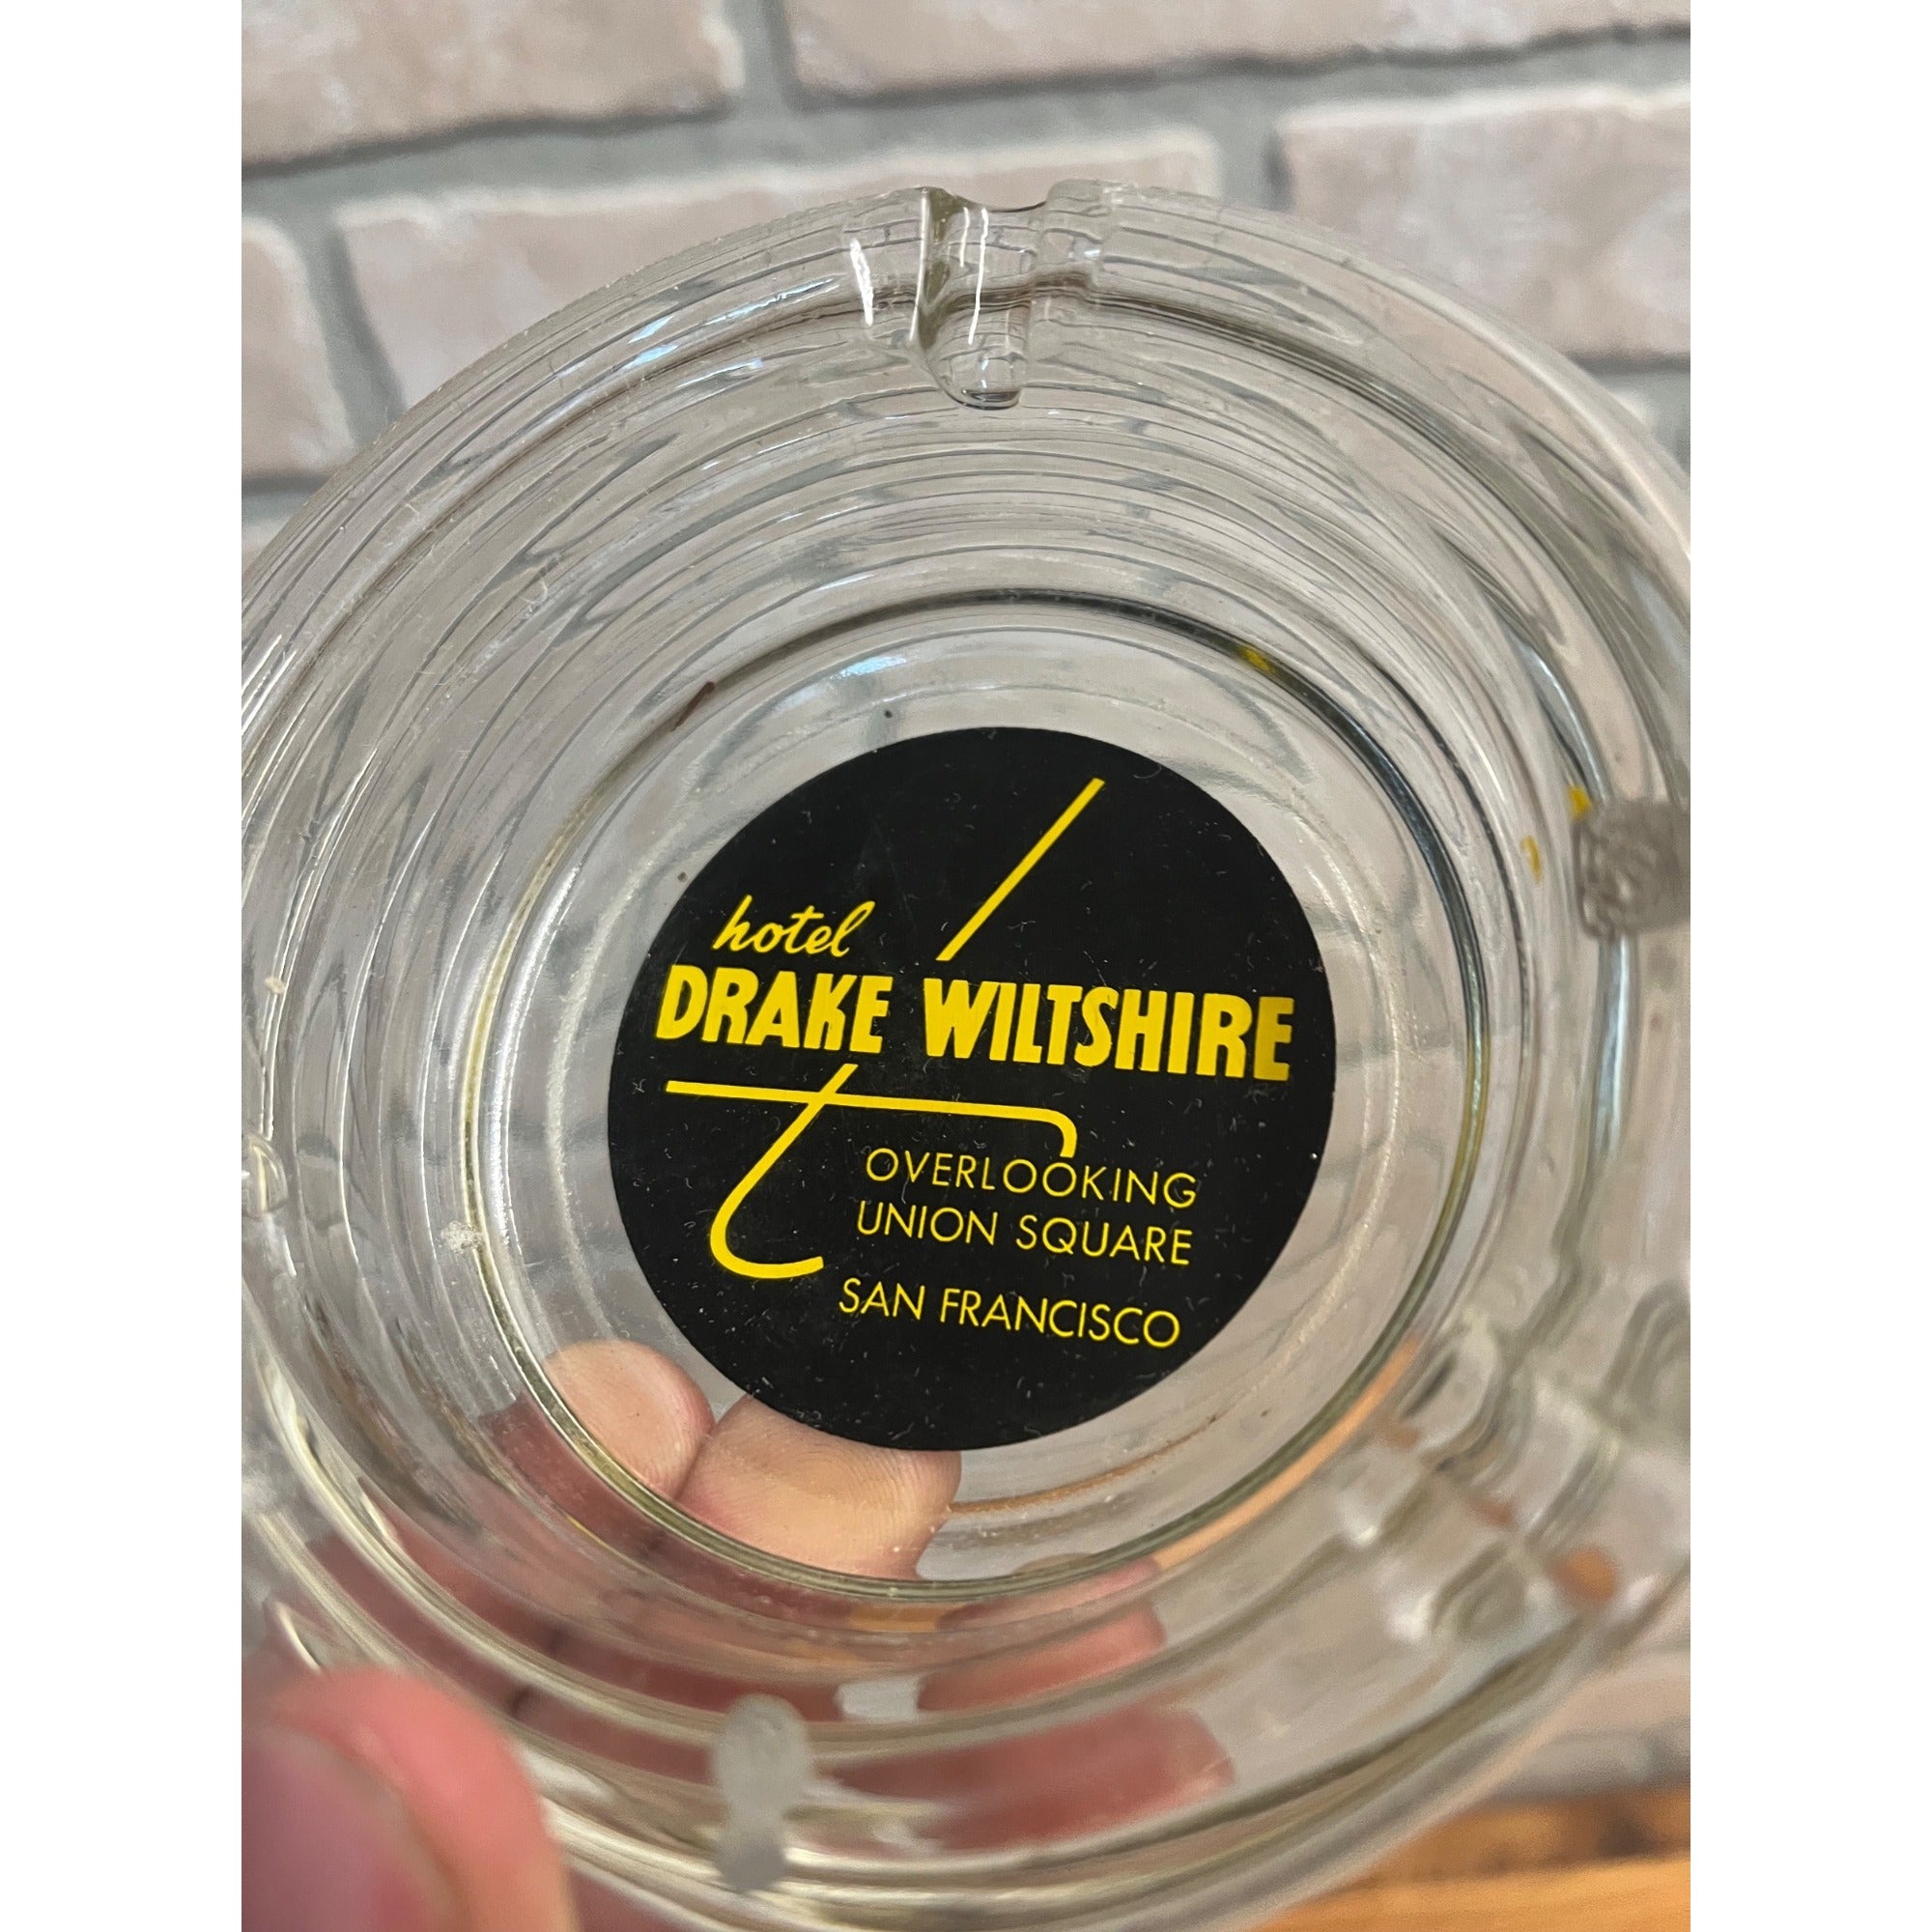 hotel
DRAKE WILTSHIRE
OVERLOOKING
UNION SQUARE
SAN FRANCISCO